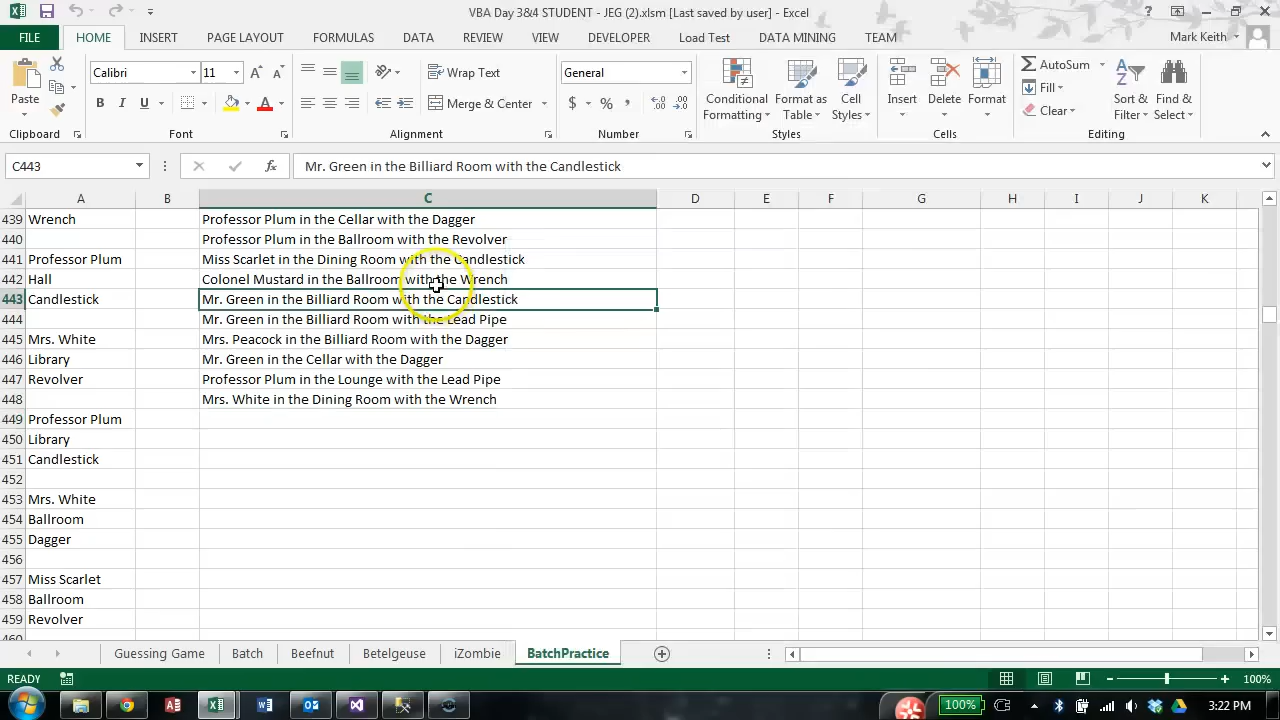 VBA Day 3&4 STUDENT - JEG (2).xlsm [Last saved by user] - Excel
FILE HOME INSERT PAGE LAYOUT FORMULAS DATA REVIEW VIEW DEVELOPER Load Test DATA MINING TEAM Mark Keith
Paste
Calibri 11
B I U
Wrap Text
Merge & Center
General
$ % ,
Conditional Formatting
Format as Table
Cell Styles
Insert Delete Format
AutoSum
Fill
Clear
Sort & Filter
Find & Select
Clipboard Font Alignment Number Styles Cells Editing
C443 fx Mr. Green in the Billiard Room with the Candlestick
A B C D E F G H I J K
439 Wrench Professor Plum in the Cellar with the Dagger
440 Professor Plum in the Ballroom with the Revolver
441 Professor Plum Miss Scarlet in the Dining Room with the Candlestick
442 Hall Colonel Mustard in the Ballroom with the Wrench
443 Candlestick Mr. Green in the Billiard Room with the Candlestick
444 Mr. Green in the Billiard Room with the Lead Pipe
445 Mrs. White Mrs. Peacock in the Billiard Room with the Dagger
446 Library Mr. Green in the Cellar with the Dagger
447 Revolver Professor Plum in the Lounge with the Lead Pipe
448 Mrs. White in the Dining Room with the Wrench
449 Professor Plum
450 Library
451 Candlestick
452
453 Mrs. White
454 Ballroom
455 Dagger
456
457 Miss Scarlet
458 Ballroom
459 Revolver
460
Guessing Game Batch Beefnut Betelgeuse iZombie BatchPractice
READY 100%
100% 3:22 PM